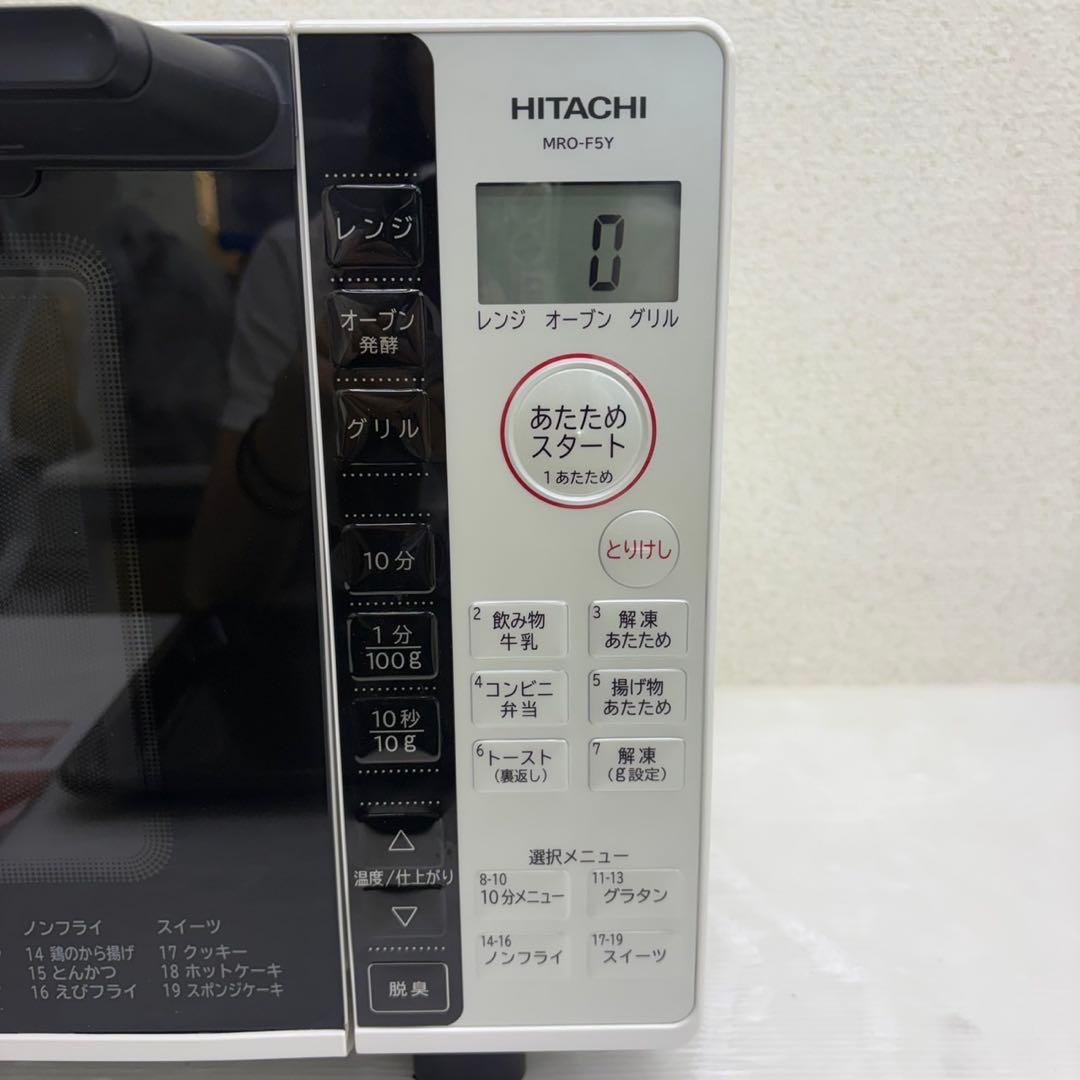 HITACHI
MRO-F5Y
0
レンジ オーブン グリル
あたため
スタート
1あたため
とりけし
2 飲み物
牛乳
3 解凍
あたため
4 コンビニ
弁当
5 揚げ物
あたため
6 トースト
(裏返し)
7 解凍
(g設定)
選択メニュー
8-10
10分メニュー
11-13
グラタン
14-16
ノンフライ
17-19
スイーツ
レンジ
オーブン
発酵
グリル
10分
1分
100g
10秒
10g
△
温度/仕上がり
▽
脱臭
ノンフライ
14 鶏のから揚げ
15 とんかつ
16 えびフライ
スイーツ
17 クッキー
18 ホットケーキ
19 スポンジケーキ